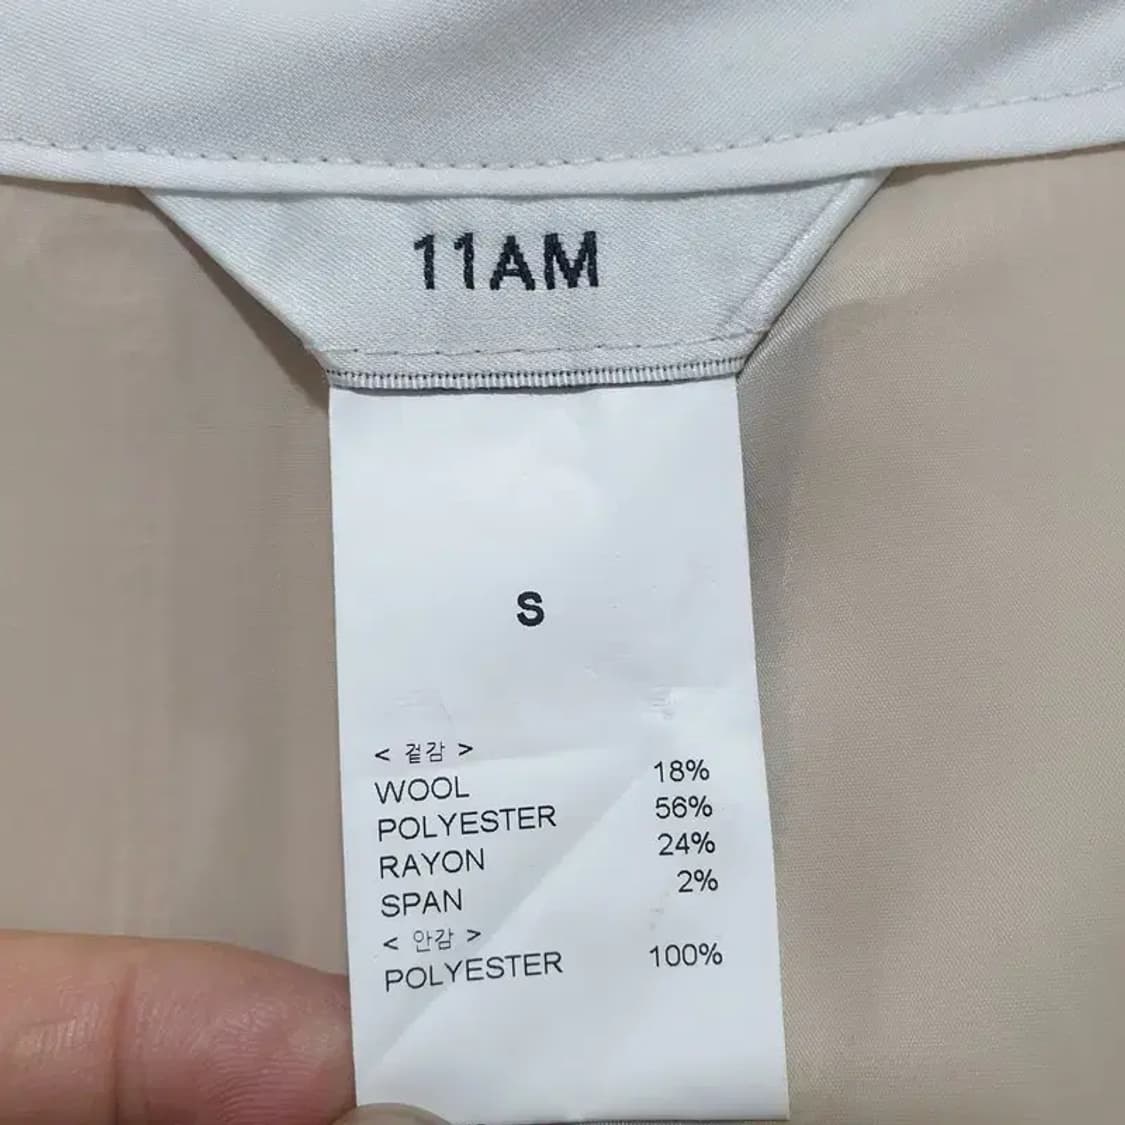 11AM
S
< 겉감 >
WOOL 18%
POLYESTER 56%
RAYON 24%
SPAN 2%
< 안감 >
POLYESTER 100%